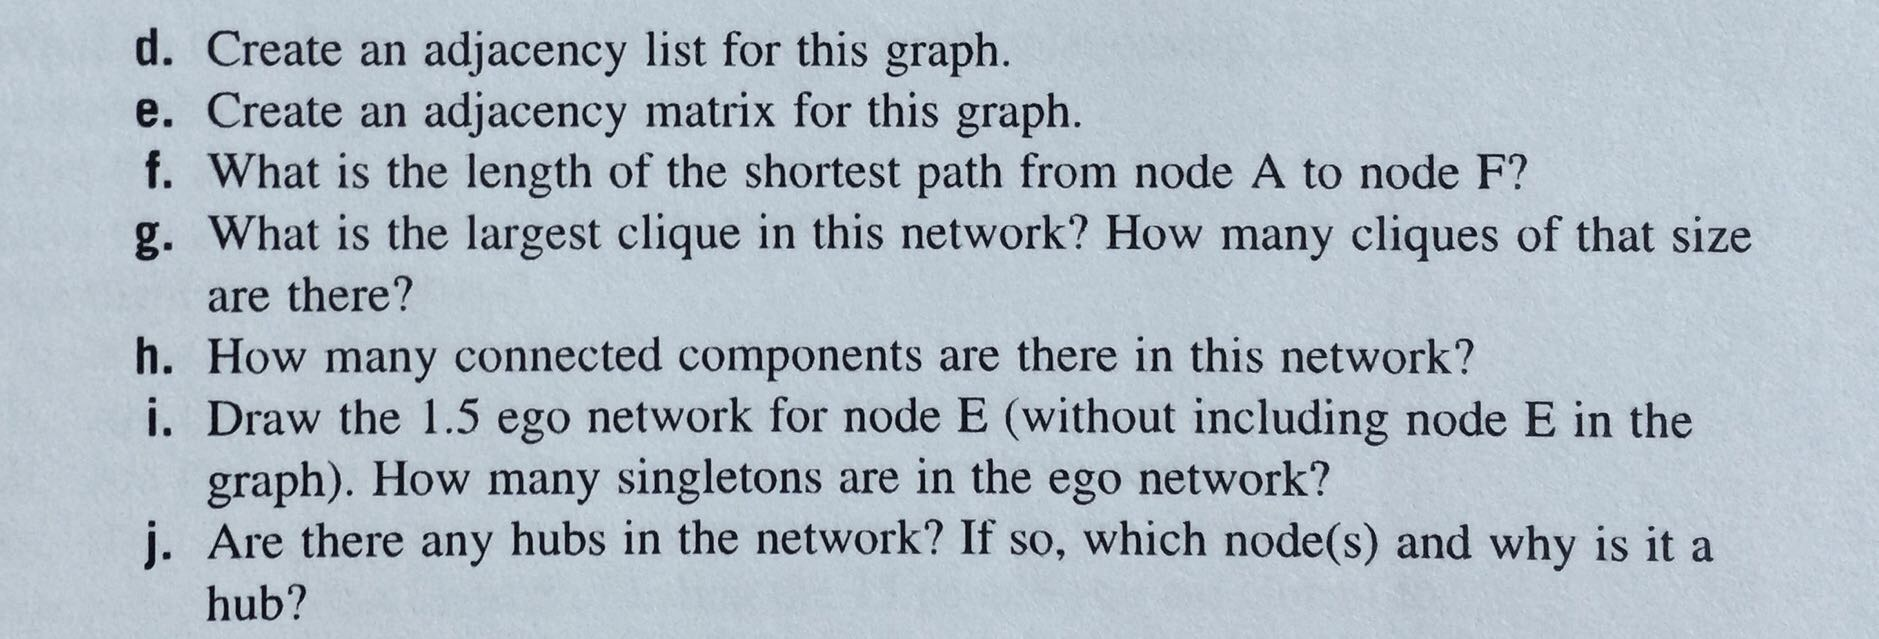 d. Create an adjacency list for this graph.
e. Create an adjacency matrix for this graph.
f. What is the length of the shortest path from node A to node F?
g. What is the largest clique in this network? How many cliques of that size
are there?
h. How many connected components are there in this network?
i. Draw the 1.5 ego network for node E (without including node E in the
graph). How many singletons are in the ego network?
j. Are there any hubs in the network? If so, which node(s) and why is it a
hub?